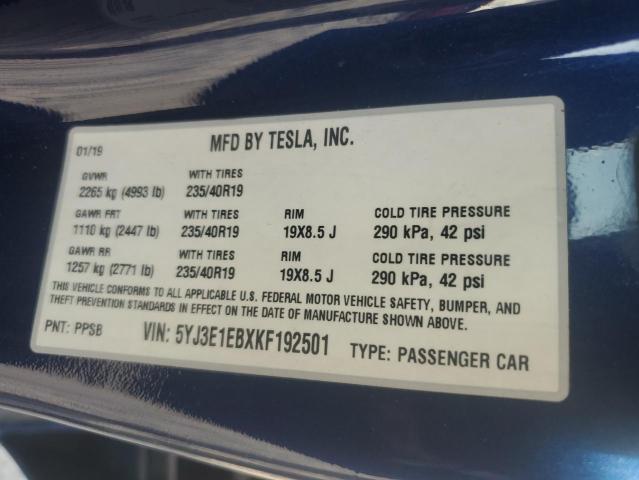 MFD BY TESLA, INC.
01/19
GVWR WITH TIRES
2265 kg (4993 lb) 235/40R19
GAWR FRT WITH TIRES RIM COLD TIRE PRESSURE
1110 kg (2447 lb) 235/40R19 19X8.5 J 290 kPa, 42 psi
GAWR RR WITH TIRES RIM COLD TIRE PRESSURE
1257 kg (2771 lb) 235/40R19 19X8.5 J 290 kPa, 42 psi
THIS VEHICLE CONFORMS TO ALL APPLICABLE U.S. FEDERAL MOTOR VEHICLE SAFETY, BUMPER, AND
THEFT PREVENTION STANDARDS IN EFFECT ON THE DATE OF MANUFACTURE SHOWN ABOVE.
PNT: PPSB VIN: 5YJ3E1EBXKF192501 TYPE: PASSENGER CAR